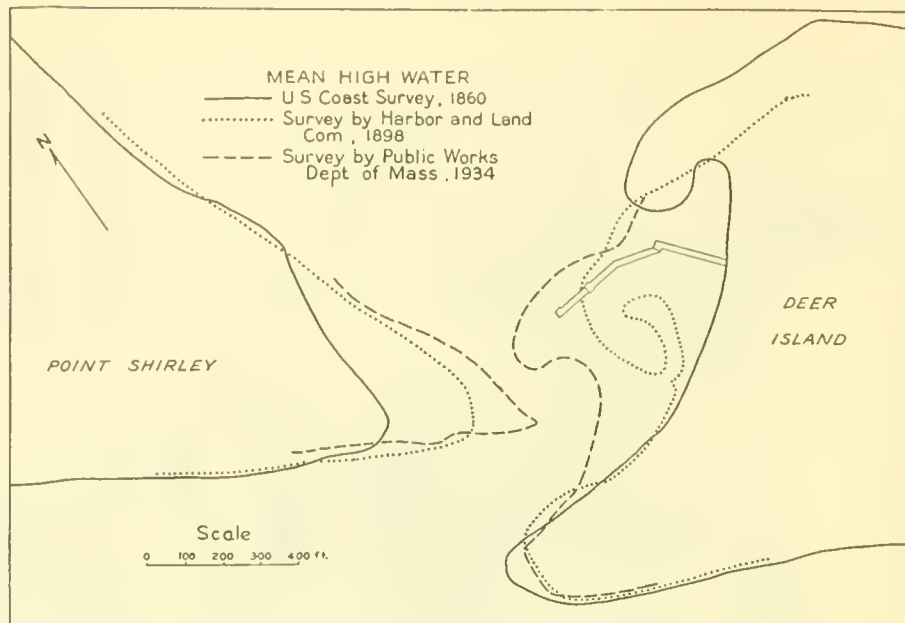 MEAN HIGH WATER
U S Coast Survey, 1860
Survey by Harbor and Land
Com, 1898
Survey by Public Works
Dept of Mass, 1934
N
DEER
ISLAND
POINT SHIRLEY
Scale
0 100 200 300 400 ft.